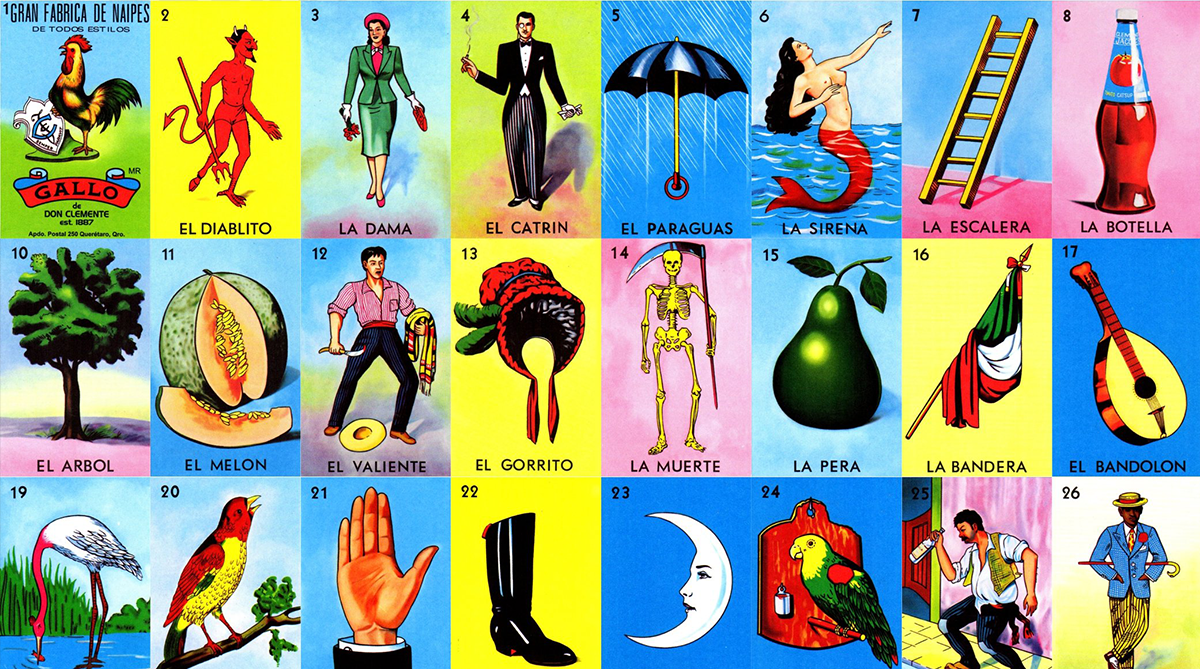 1 GRAN FABRICA DE NAIPES
DE TODOS ESTILOS
GALLO
MR
de
DON CLEMENTE
est. 1887
Apdo. Postal 250 Querétaro, Qro.
2
EL DIABLITO
3
LA DAMA
4
EL CATRIN
5
EL PARAGUAS
6
LA SIRENA
7
LA ESCALERA
8
LA BOTELLA
10
EL ARBOL
11
EL MELON
12
EL VALIENTE
13
EL GORRITO
14
LA MUERTE
15
LA PERA
16
LA BANDERA
17
EL BANDOLON
19
20
21
22
23
24
25
26